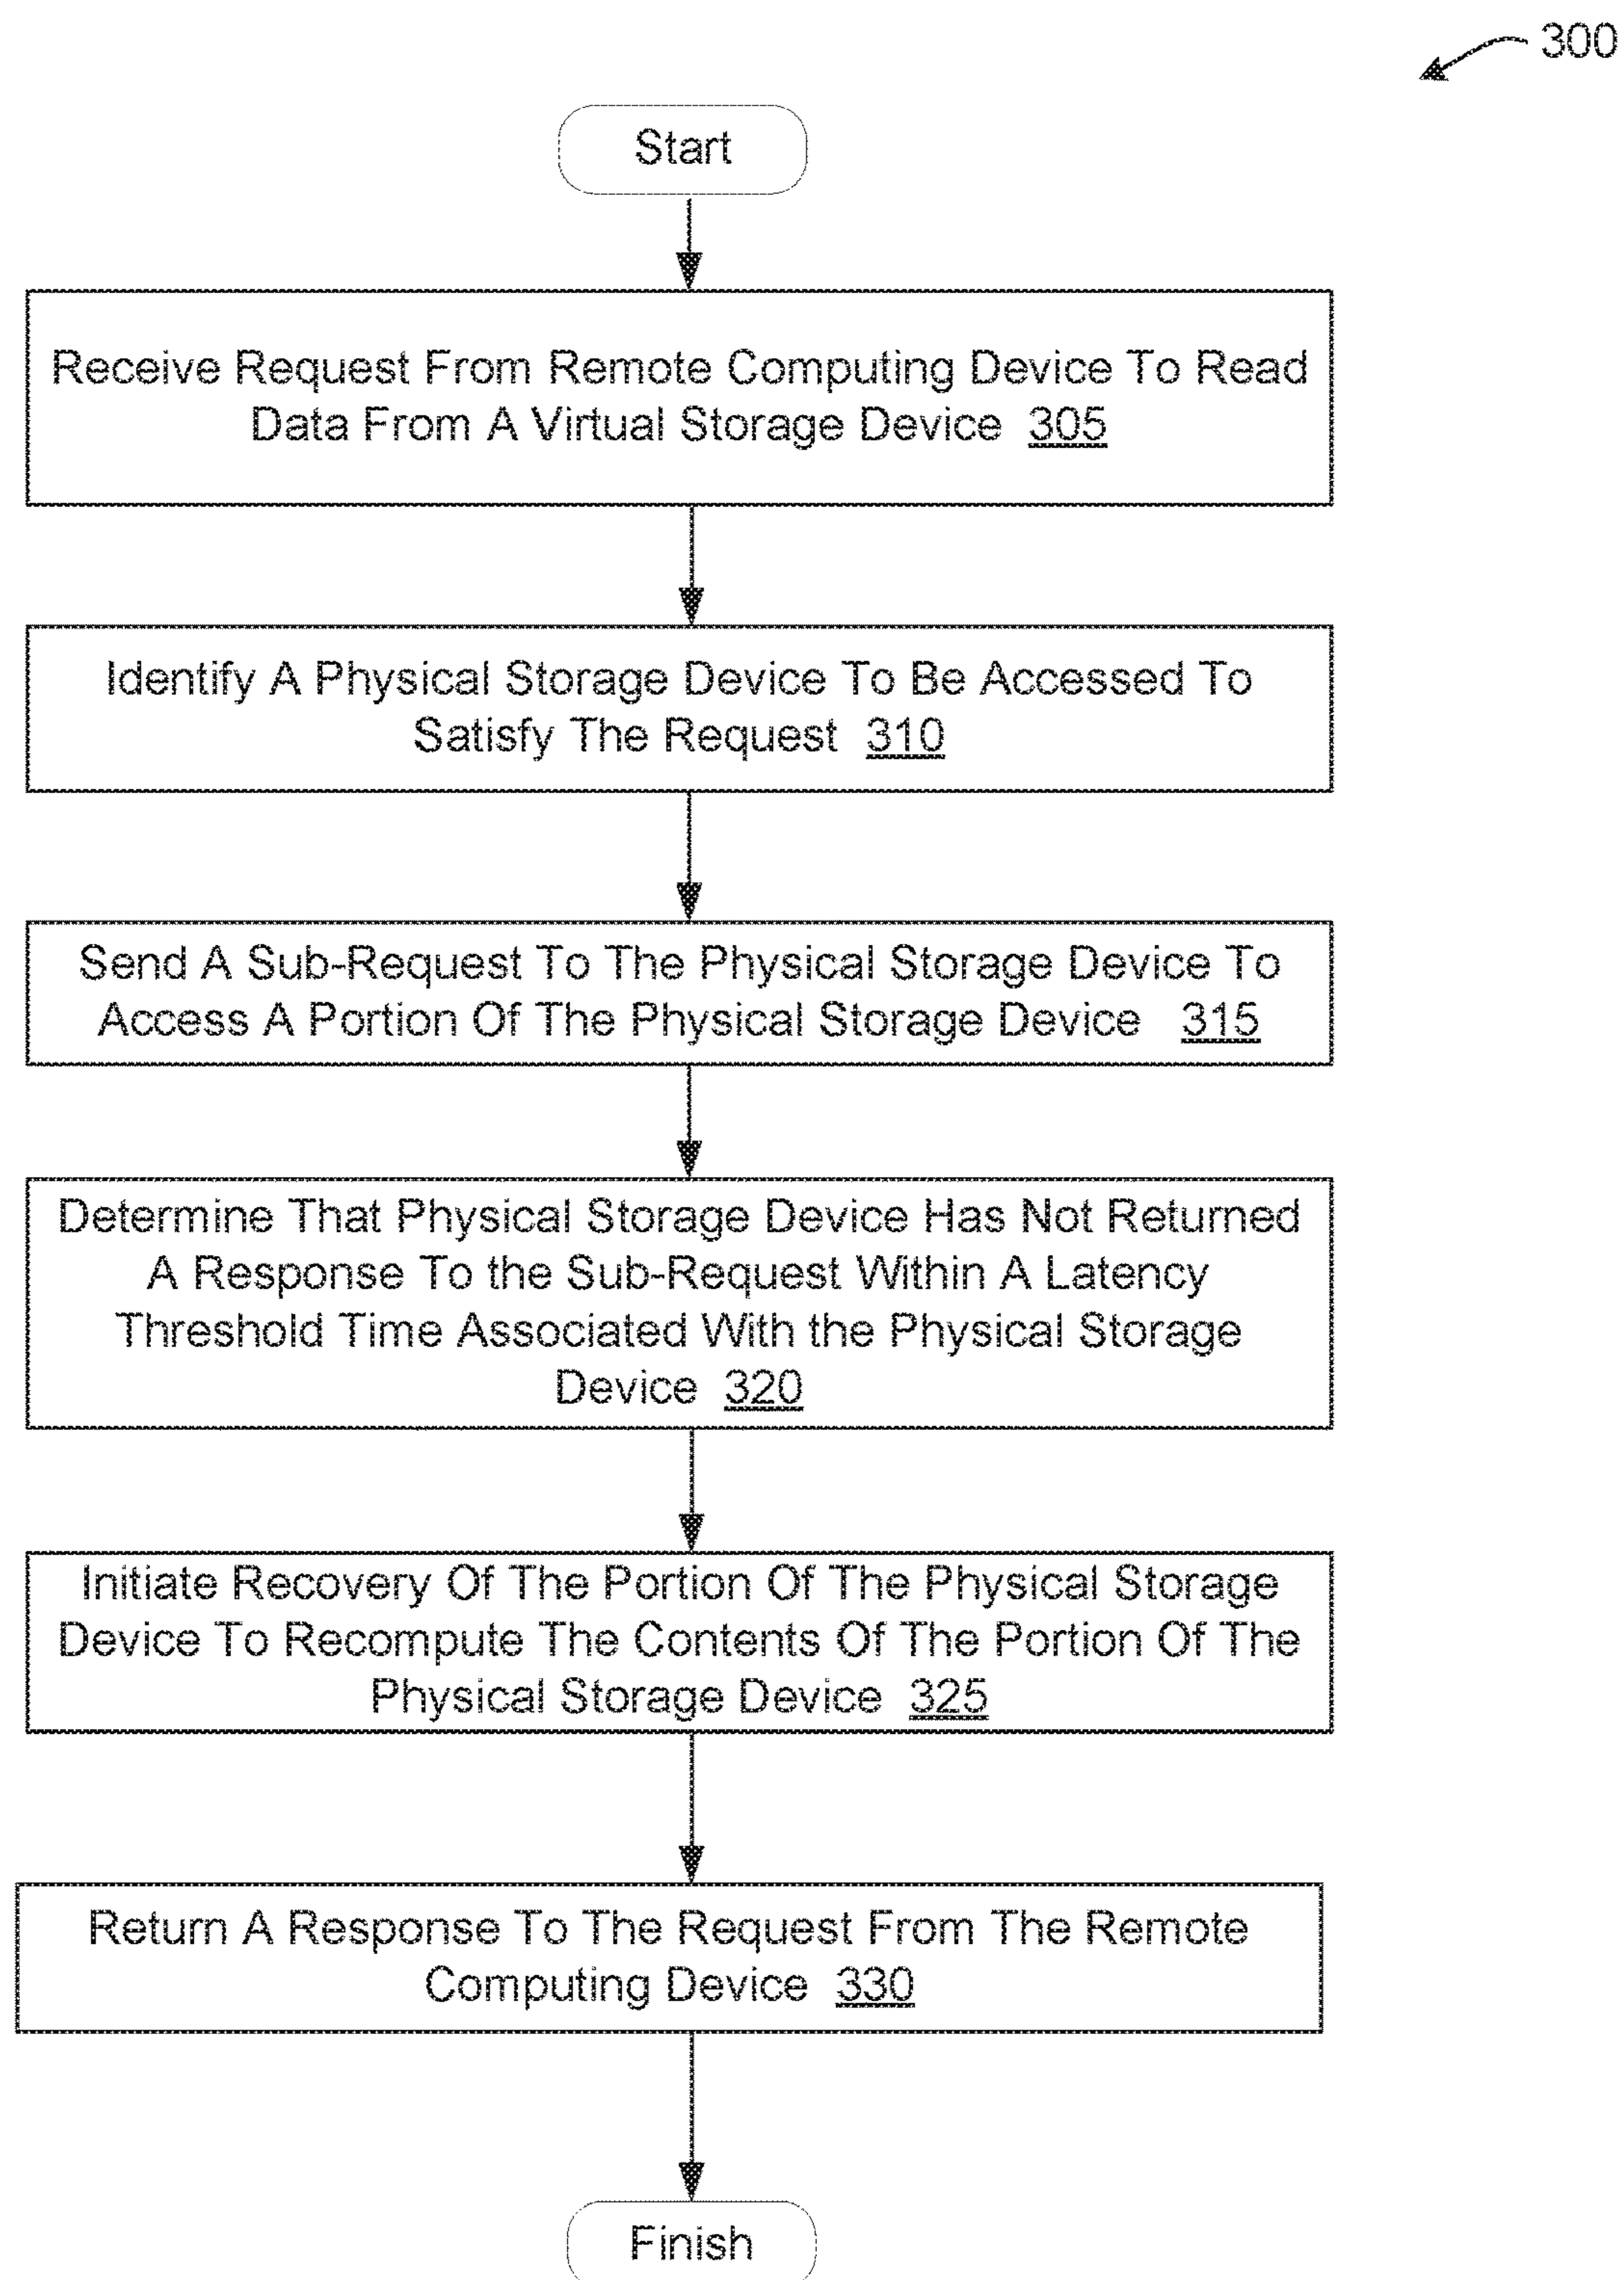 300
Start
Receive Request From Remote Computing Device To Read
Data From A Virtual Storage Device 305
Identify A Physical Storage Device To Be Accessed To
Satisfy The Request 310
Send A Sub-Request To The Physical Storage Device To
Access A Portion Of The Physical Storage Device 315
Determine That Physical Storage Device Has Not Returned
A Response To the Sub-Request Within A Latency
Threshold Time Associated With the Physical Storage
Device 320
Initiate Recovery Of The Portion Of The Physical Storage
Device To Recompute The Contents Of The Portion Of The
Physical Storage Device 325
Return A Response To The Request From The Remote
Computing Device 330
Finish